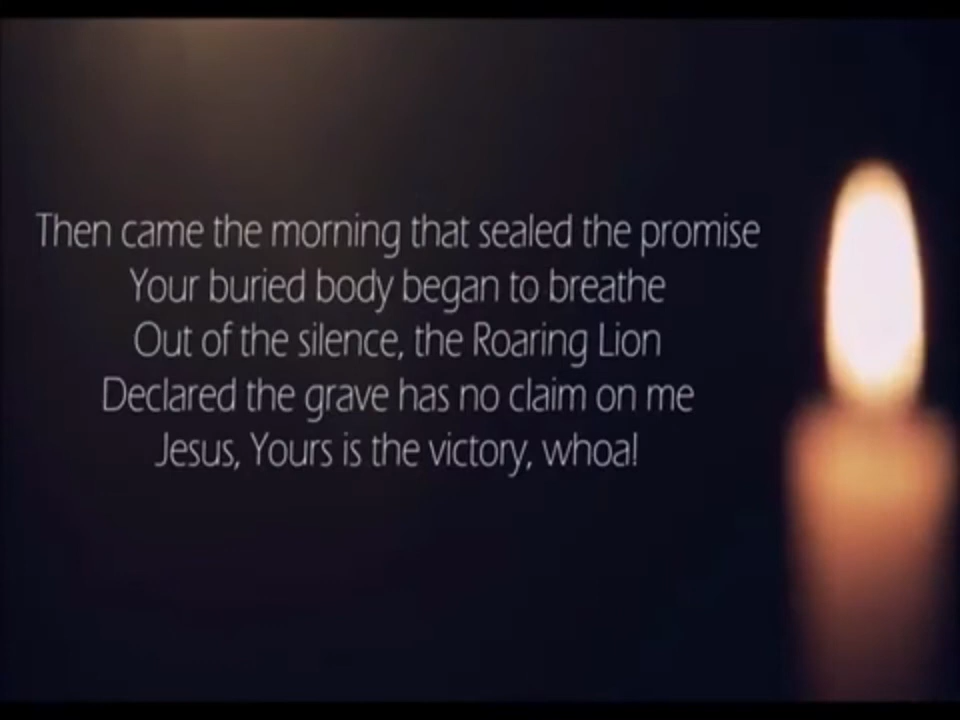 Then came the morning that sealed the promise
Your buried body began to breathe
Out of the silence, the Roaring Lion
Declared the grave has no claim on me
Jesus, Yours is the victory, whoa!